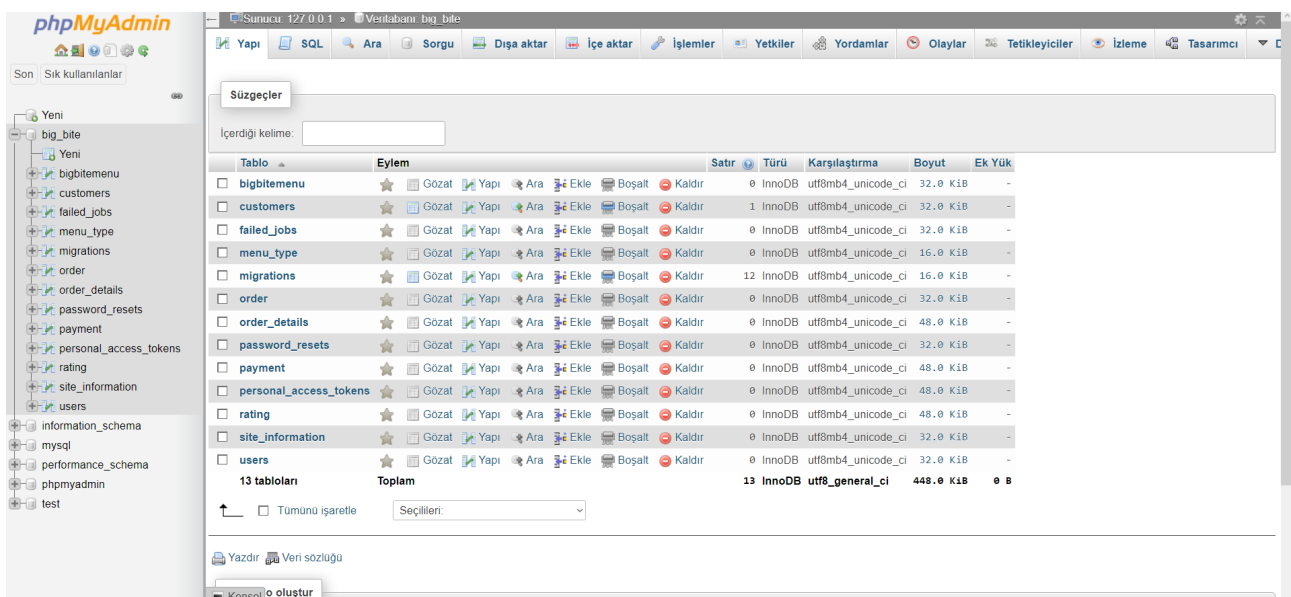 phpMyAdmin
Son Sık kullanılanlar
Yeni
big_bite
Yeni
bigbitemenu
customers
failed_jobs
menu_type
migrations
order
order_details
password_resets
payment
personal_access_tokens
rating
site_information
users
information_schema
mysql
performance_schema
phpmyadmin
test
Sunucu: 127.0.0.1 » Veritabanı: big_bite
Yapı SQL Ara Sorgu Dışa aktar İçe aktar İşlemler Yetkiler Yordamlar Olaylar Tetikleyiciler İzleme Tasarımcı
Süzgeçler
İçerdiği kelime:
Tablo Eylem Satır Türü Karşılaştırma Boyut Ek Yük
bigbitemenu Gözat Yapı Ara Ekle Boşalt Kaldır 0 InnoDB utf8mb4_unicode_ci 32.0 KiB -
customers Gözat Yapı Ara Ekle Boşalt Kaldır 1 InnoDB utf8mb4_unicode_ci 32.0 KiB -
failed_jobs Gözat Yapı Ara Ekle Boşalt Kaldır 0 InnoDB utf8mb4_unicode_ci 32.0 KiB -
menu_type Gözat Yapı Ara Ekle Boşalt Kaldır 0 InnoDB utf8mb4_unicode_ci 16.0 KiB -
migrations Gözat Yapı Ara Ekle Boşalt Kaldır 12 InnoDB utf8mb4_unicode_ci 16.0 KiB -
order Gözat Yapı Ara Ekle Boşalt Kaldır 0 InnoDB utf8mb4_unicode_ci 32.0 KiB -
order_details Gözat Yapı Ara Ekle Boşalt Kaldır 0 InnoDB utf8mb4_unicode_ci 48.0 KiB -
password_resets Gözat Yapı Ara Ekle Boşalt Kaldır 0 InnoDB utf8mb4_unicode_ci 32.0 KiB -
payment Gözat Yapı Ara Ekle Boşalt Kaldır 0 InnoDB utf8mb4_unicode_ci 48.0 KiB -
personal_access_tokens Gözat Yapı Ara Ekle Boşalt Kaldır 0 InnoDB utf8mb4_unicode_ci 48.0 KiB -
rating Gözat Yapı Ara Ekle Boşalt Kaldır 0 InnoDB utf8mb4_unicode_ci 48.0 KiB -
site_information Gözat Yapı Ara Ekle Boşalt Kaldır 0 InnoDB utf8mb4_unicode_ci 32.0 KiB -
users Gözat Yapı Ara Ekle Boşalt Kaldır 0 InnoDB utf8mb4_unicode_ci 32.0 KiB -
13 tabloları Toplam 13 InnoDB utf8_general_ci 448.0 KiB 0 B
Tümünü işaretle Seçilileri:
Yazdır Veri sözlüğü
Konsol oluştur